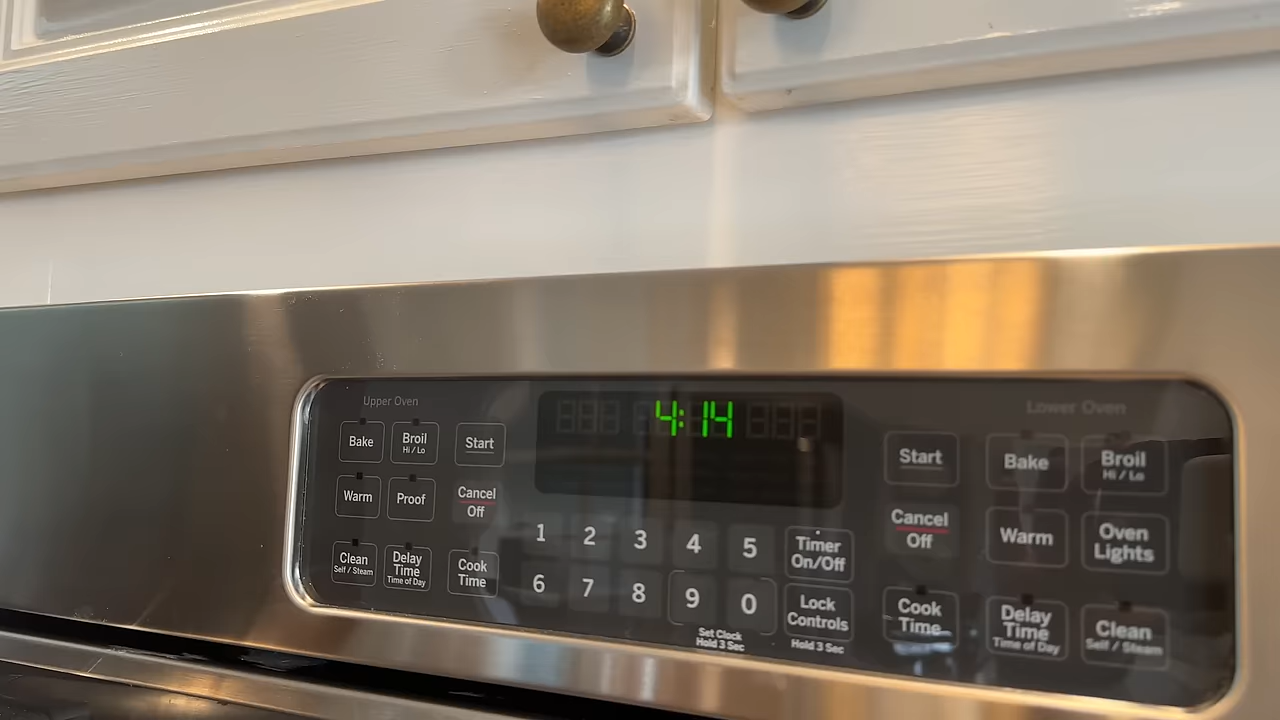 Upper Oven
Bake
Broil
Hi / Lo
Start
Warm
Proof
Cancel
Off
Clean
Self / Steam
Delay
Time
Time of Day
Cook
Time
4:14
1 2 3 4 5
6 7 8 9 0
Set Clock
Hold 3 Sec
Timer
On/Off
Lock
Controls
Hold 3 Sec
Lower Oven
Start
Bake
Broil
Hi / Lo
Cancel
Off
Warm
Oven
Lights
Cook
Time
Delay
Time
Time of Day
Clean
Self / Steam